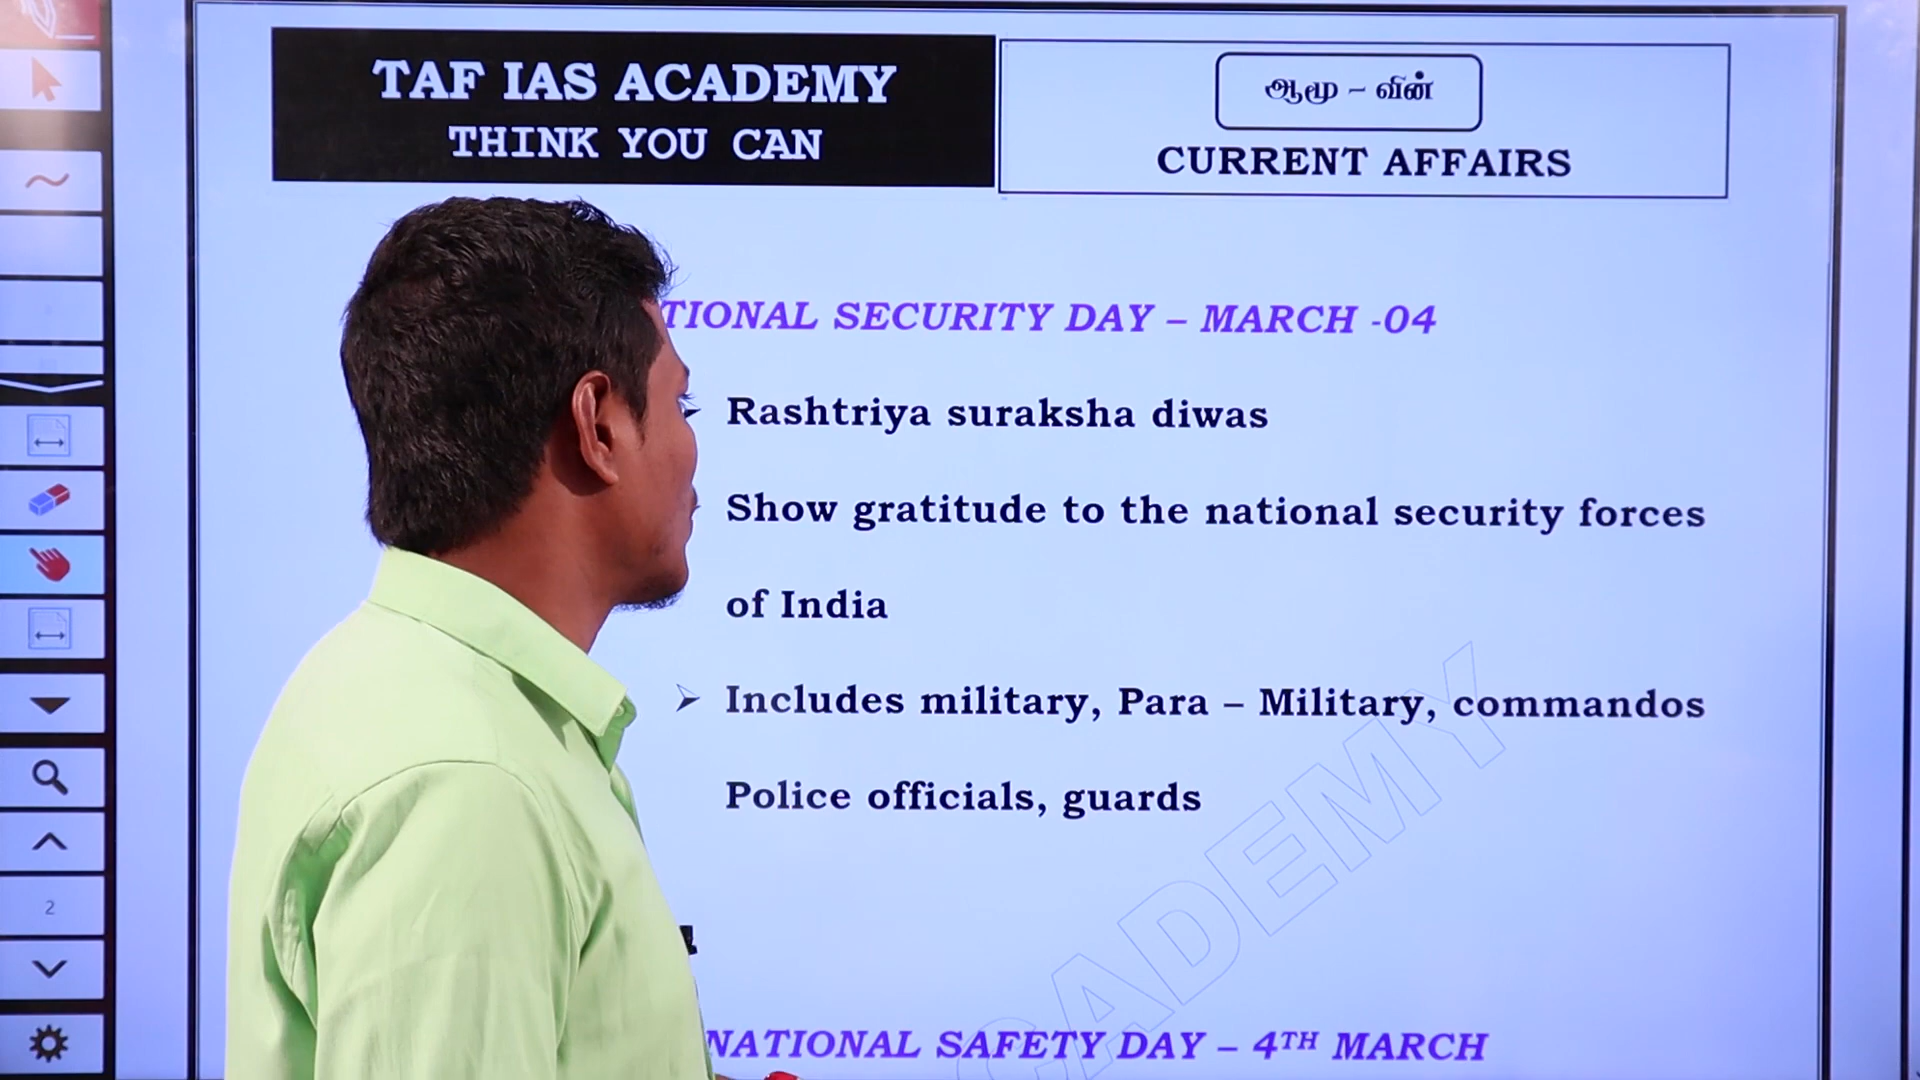 TAF IAS ACADEMY
THINK YOU CAN
ஆமூ – வின்
CURRENT AFFAIRS
TIONAL SECURITY DAY – MARCH -04
➢ Rashtriya suraksha diwas
➢ Show gratitude to the national security forces
of India
➢ Includes military, Para – Military, commandos
Police officials, guards
CADEMY
NATIONAL SAFETY DAY – 4TH MARCH
2